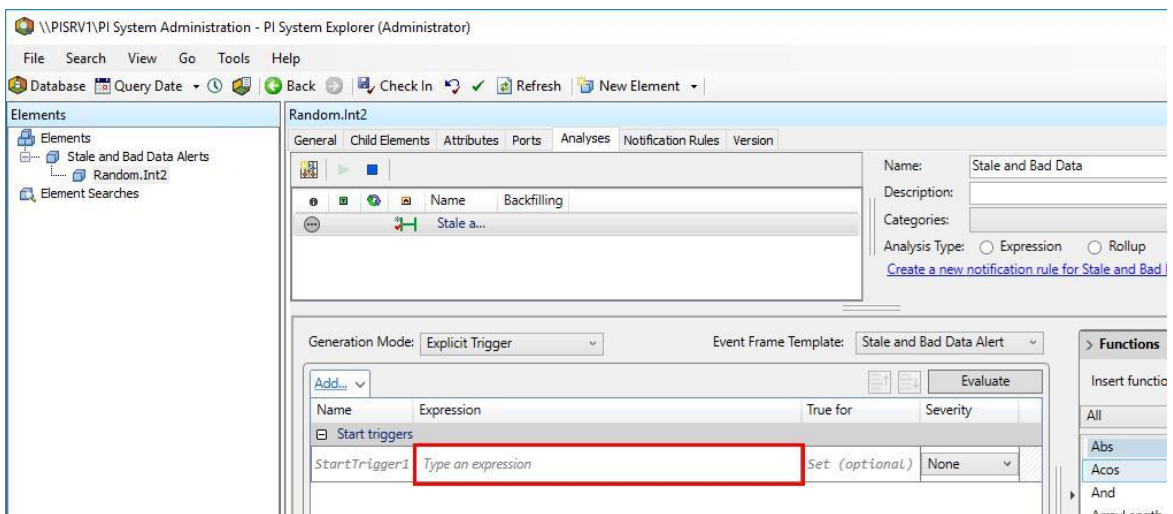 \\PISRV1\PI System Administration - PI System Explorer (Administrator)
File Search View Go Tools Help
Database Query Date Back Check In Refresh New Element
Elements
Elements
Stale and Bad Data Alerts
Random.Int2
Element Searches
Random.Int2
General Child Elements Attributes Ports Analyses Notification Rules Version
Name Backfilling
Stale a...
Name: Stale and Bad Data
Description:
Categories:
Analysis Type: Expression Rollup
Create a new notification rule for Stale and Bad
Generation Mode: Explicit Trigger Event Frame Template: Stale and Bad Data Alert
Add... Evaluate
Name Expression True for Severity
Start triggers
StartTrigger1 Type an expression Set (optional) None
Functions
Insert functio
All
Abs
Acos
And